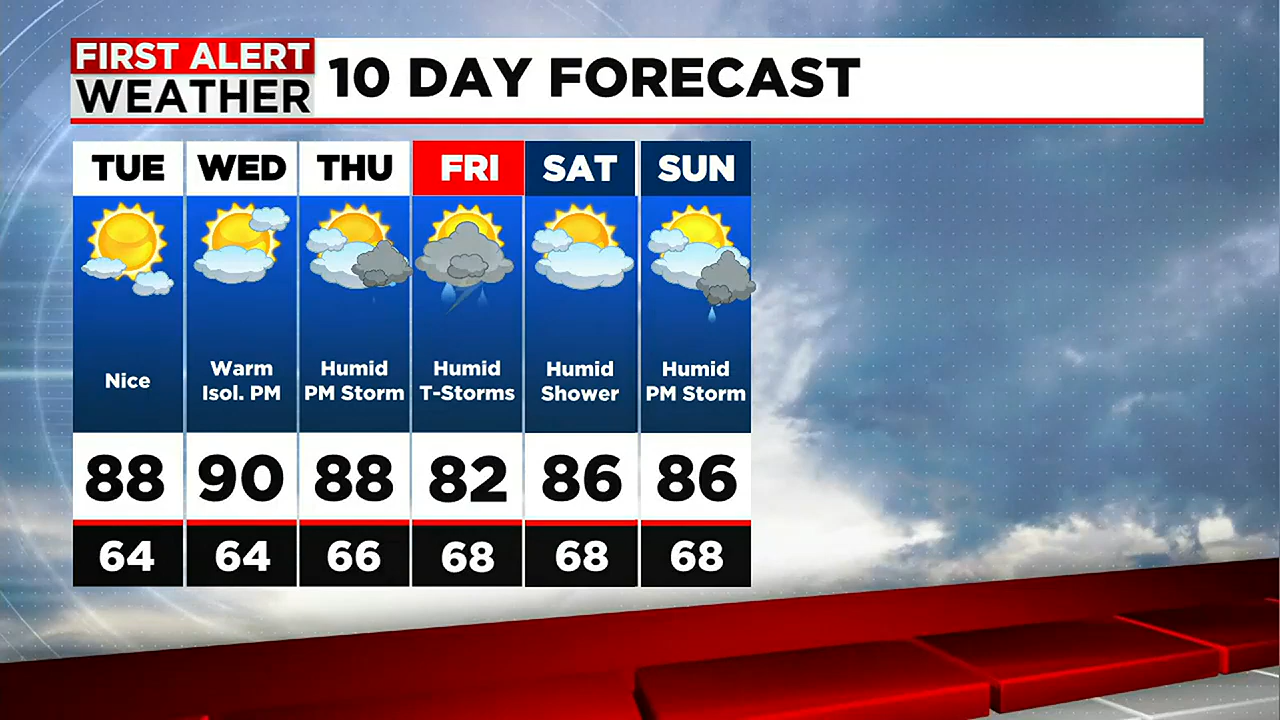 FIRST ALERT
WEATHER
10 DAY FORECAST
TUE WED THU FRI SAT SUN
Nice
Warm
Isol. PM
Humid
PM Storm
Humid
T-Storms
Humid
Shower
Humid
PM Storm
88 90 88 82 86 86
64 64 66 68 68 68